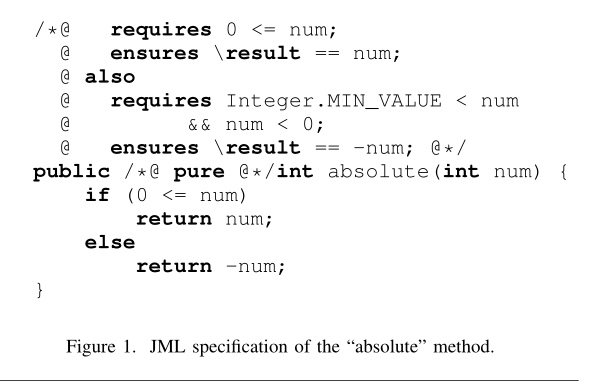 /*@   requires 0 <= num;
  @   ensures \result == num;
  @ also
  @   requires Integer.MIN_VALUE < num
  @         && num < 0;
  @   ensures \result == -num; @*/
public /*@ pure @*/int absolute(int num) {
    if (0 <= num)
        return num;
    else
        return -num;
}
Figure 1. JML specification of the “absolute” method.